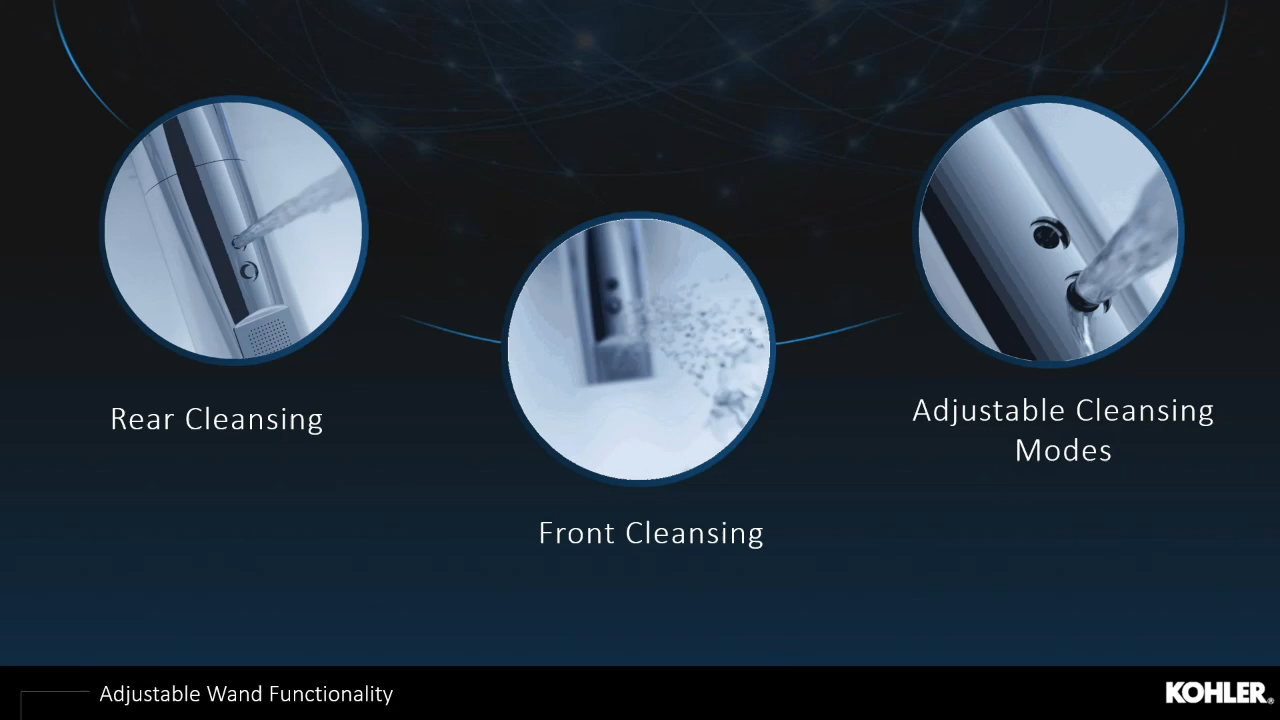 Rear Cleansing
Front Cleansing
Adjustable Cleansing
Modes
Adjustable Wand Functionality
KOHLER®